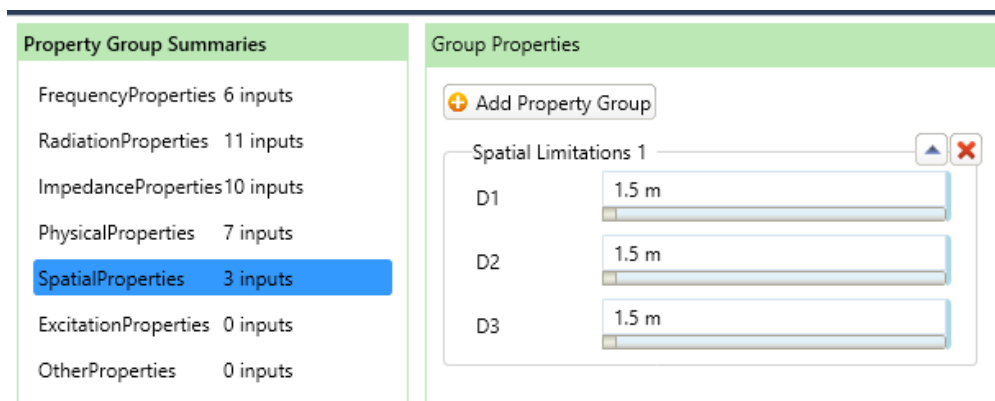 Property Group Summaries
FrequencyProperties 6 inputs
RadiationProperties 11 inputs
ImpedanceProperties 10 inputs
PhysicalProperties 7 inputs
SpatialProperties 3 inputs
ExcitationProperties 0 inputs
OtherProperties 0 inputs
Group Properties
Add Property Group
Spatial Limitations 1
D1 1.5 m
D2 1.5 m
D3 1.5 m